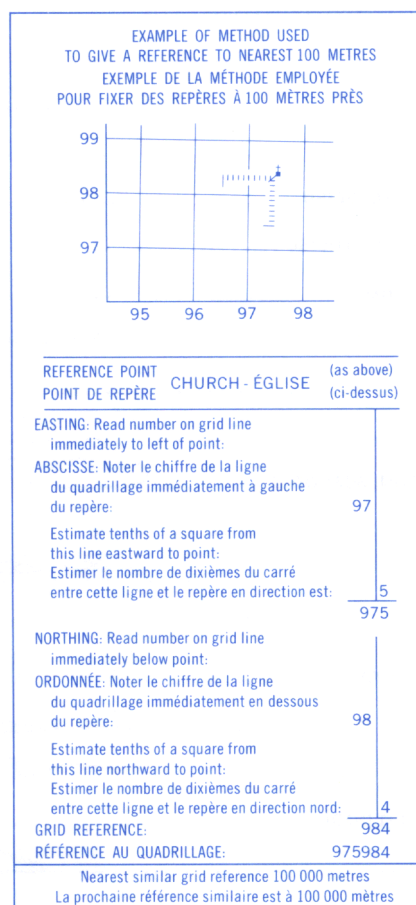 EXAMPLE OF METHOD USED
TO GIVE A REFERENCE TO NEAREST 100 METRES
EXEMPLE DE LA MÉTHODE EMPLOYÉE
POUR FIXER DES REPÈRES À 100 MÈTRES PRÈS
99
98
97
95 96 97 98
REFERENCE POINT
POINT DE REPÈRE
CHURCH - ÉGLISE
(as above)
(ci-dessus)
EASTING: Read number on grid line
immediately to left of point:
ABSCISSE: Noter le chiffre de la ligne
du quadrillage immédiatement à gauche
du repère: 97
Estimate tenths of a square from
this line eastward to point:
Estimer le nombre de dixièmes du carré
entre cette ligne et le repère en direction est: 5
975
NORTHING: Read number on grid line
immediately below point:
ORDONNÉE: Noter le chiffre de la ligne
du quadrillage immédiatement en dessous
du repère: 98
Estimate tenths of a square from
this line northward to point:
Estimer le nombre de dixièmes du carré
entre cette ligne et le repère en direction nord: 4
GRID REFERENCE: 984
RÉFÉRENCE AU QUADRILLAGE: 975984
Nearest similar grid reference 100 000 metres
La prochaine référence similaire est à 100 000 mètres